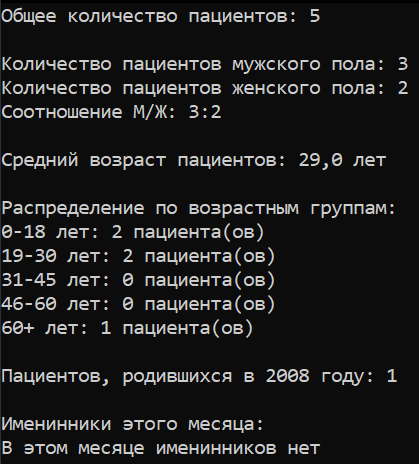 Общее количество пациентов: 5
Количество пациентов мужского пола: 3
Количество пациентов женского пола: 2
Соотношение М/Ж: 3:2
Средний возраст пациентов: 29,0 лет
Распределение по возрастным группам:
0-18 лет: 2 пациента(ов)
19-30 лет: 2 пациента(ов)
31-45 лет: 0 пациента(ов)
46-60 лет: 0 пациента(ов)
60+ лет: 1 пациента(ов)
Пациентов, родившихся в 2008 году: 1
Именинники этого месяца:
В этом месяце именинников нет